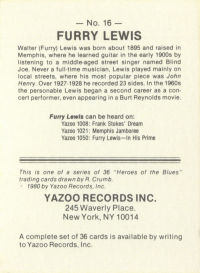 — No. 16 —
FURRY LEWIS
Walter (Furry) Lewis was born about 1895 and raised in
Memphis, where he learned guitar in the early 1900s by
listening to a middle-aged street singer named Blind
Joe. Never a full-time musician, Lewis played mainly on
local streets, where his most popular piece was John
Henry. Over 1927-1928 he recorded 23 sides. In the 1960s
the personable Lewis began a second career as a con-
cert performer, even appearing in a Burt Reynolds movie.
Furry Lewis can be heard on:
Yazoo 1008: Frank Stokes' Dream
Yazoo 1021: Memphis Jamboree
Yazoo 1050: Furry Lewis—In His Prime
This is one of a series of 36 "Heroes of the Blues"
trading cards drawn by R. Crumb.
1980 by Yazoo Records, Inc.
YAZOO RECORDS INC.
245 Waverly Place.
New York, NY 10014
A complete set of 36 cards is available by writing
to Yazoo Records, Inc.